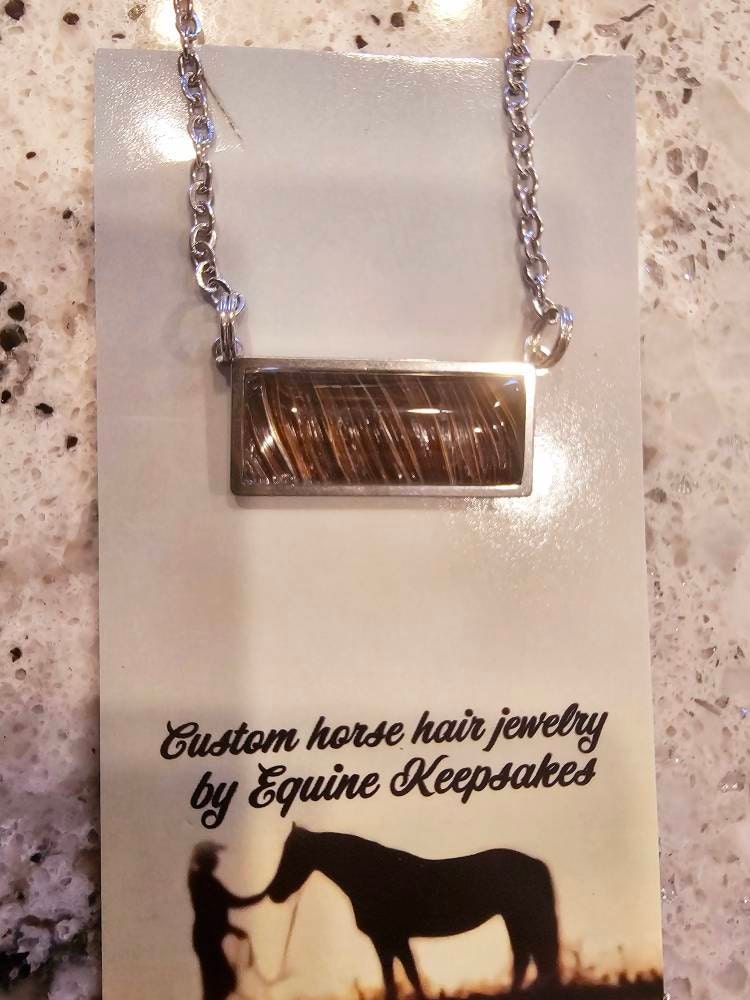 Custom horse hair jewelry
by Equine Keepsakes